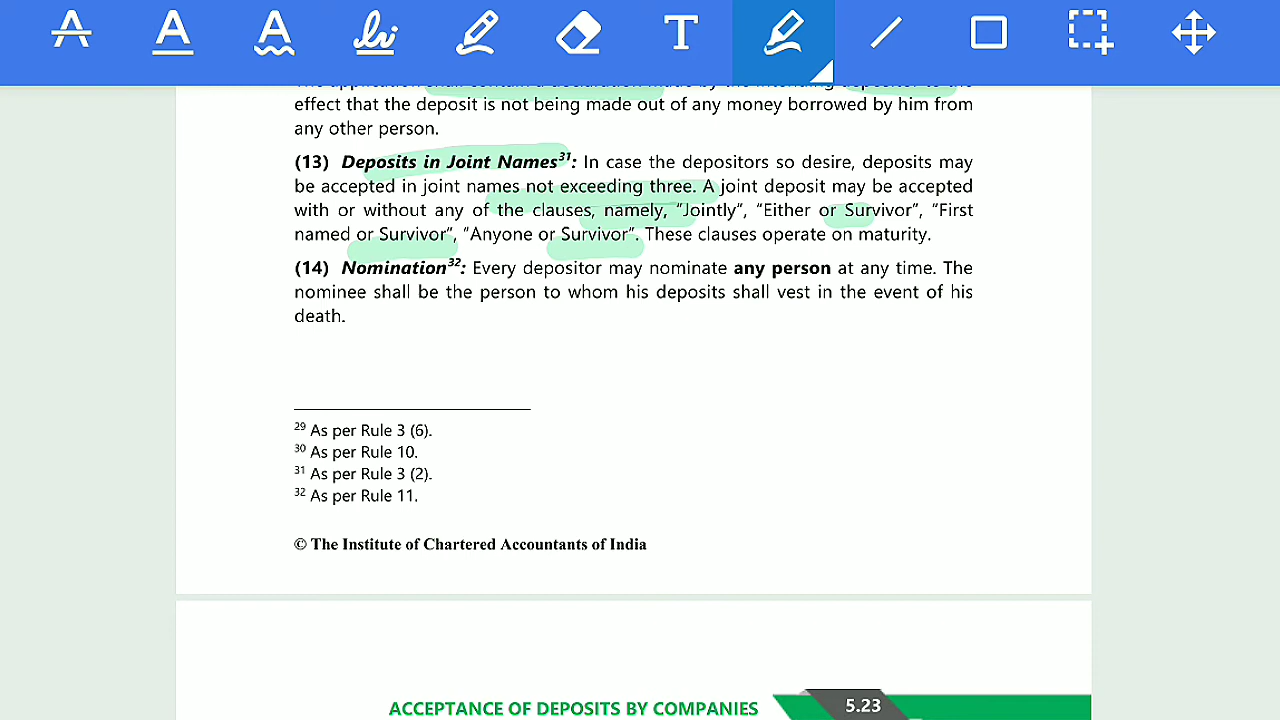 effect that the deposit is not being made out of any money borrowed by him from
any other person.
(13) Deposits in Joint Names31: In case the depositors so desire, deposits may
be accepted in joint names not exceeding three. A joint deposit may be accepted
with or without any of the clauses, namely, “Jointly”, “Either or Survivor”, “First
named or Survivor”, “Anyone or Survivor”. These clauses operate on maturity.
(14) Nomination32: Every depositor may nominate any person at any time. The
nominee shall be the person to whom his deposits shall vest in the event of his
death.
29 As per Rule 3 (6).
30 As per Rule 10.
31 As per Rule 3 (2).
32 As per Rule 11.
© The Institute of Chartered Accountants of India
ACCEPTANCE OF DEPOSITS BY COMPANIES 5.23